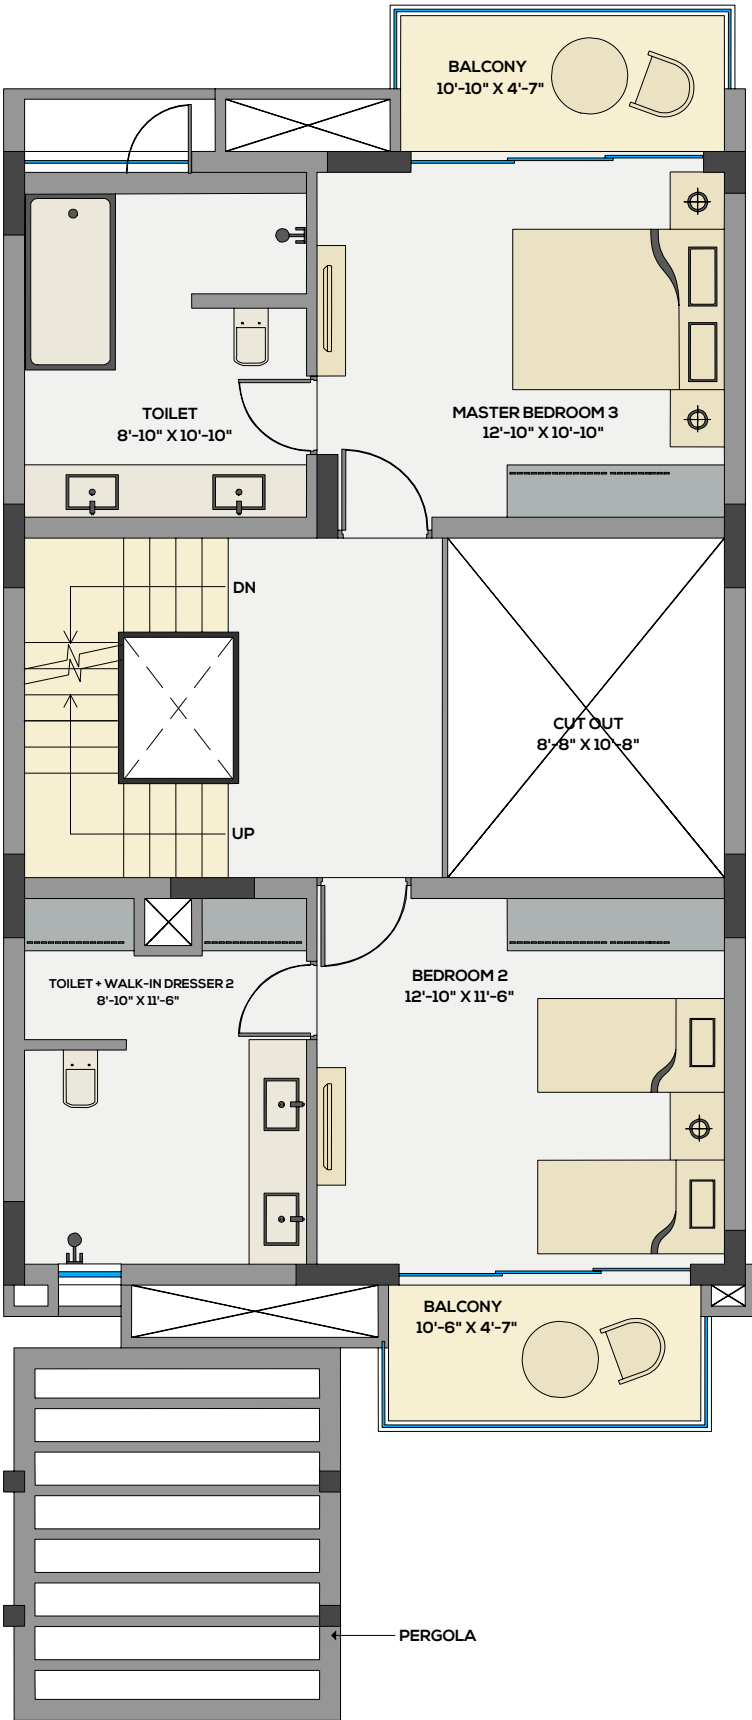 BALCONY
10'-10" X 4'-7"
TOILET
8'-10" X 10'-10"
MASTER BEDROOM 3
12'-10" X 10'-10"
DN
CUT OUT
8'-8" X 10'-8"
UP
TOILET + WALK-IN DRESSER 2
8'-10" X 11'-6"
BEDROOM 2
12'-10" X 11'-6"
BALCONY
10'-6" X 4'-7"
PERGOLA